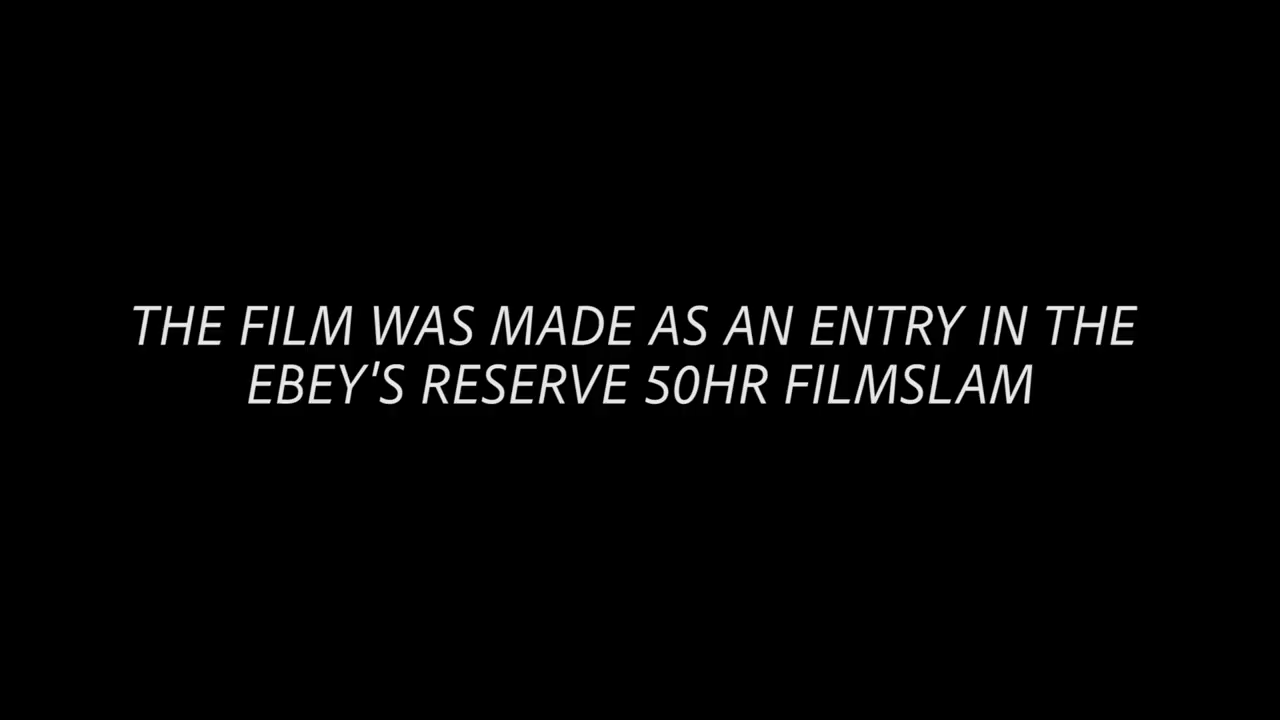 THE FILM WAS MADE AS AN ENTRY IN THE
EBEY'S RESERVE 50HR FILMSLAM